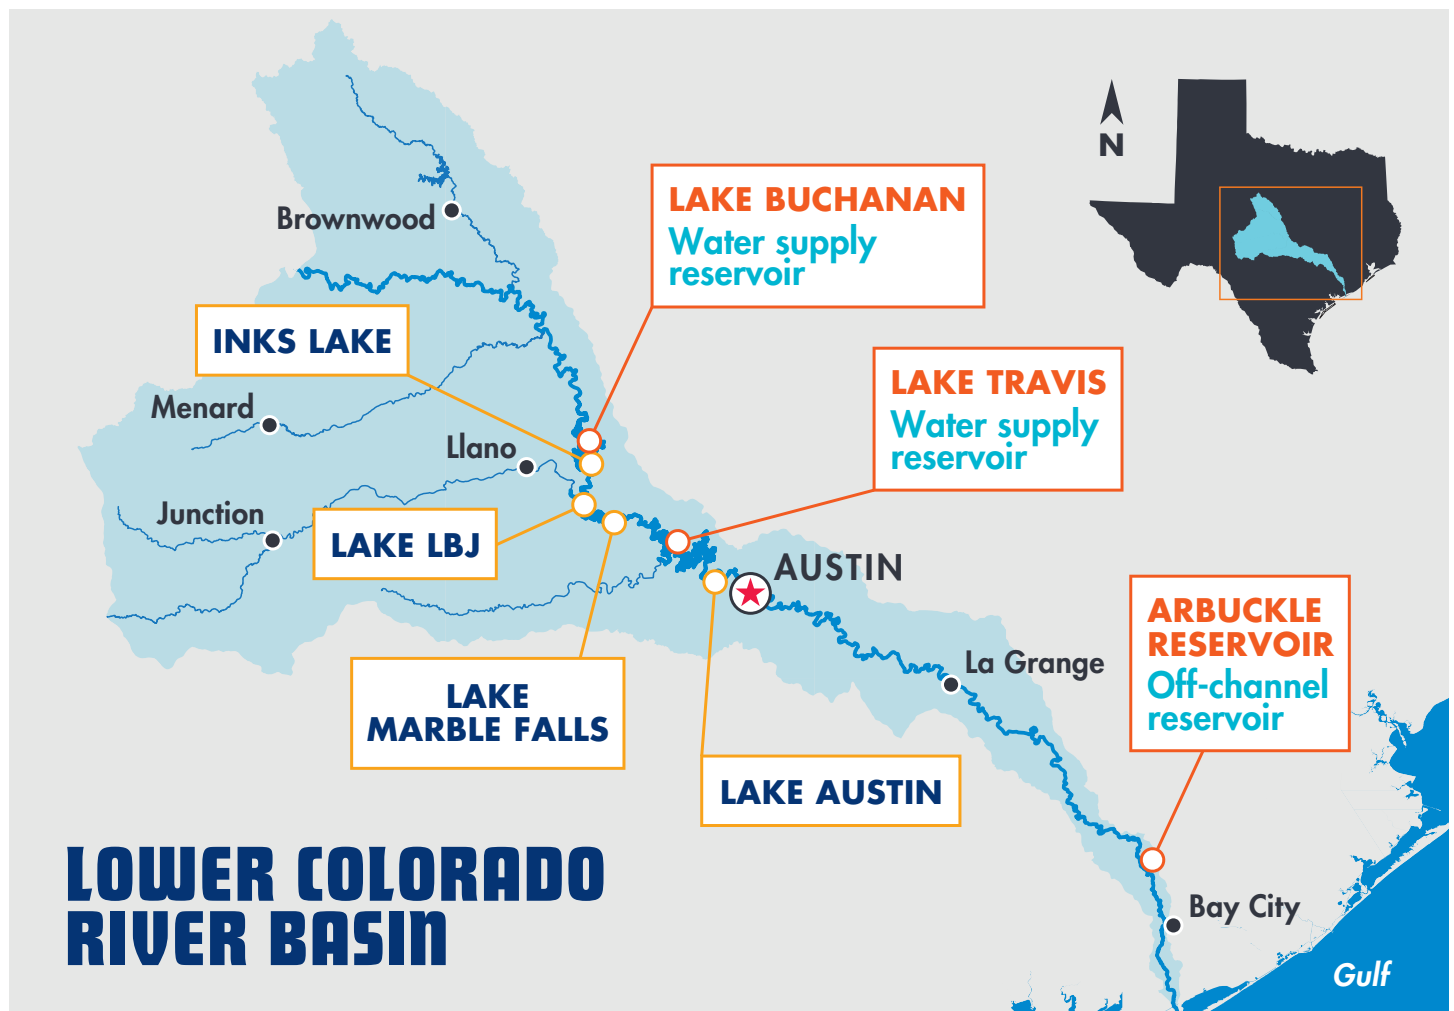 N
LAKE BUCHANAN
Water supply
reservoir
Brownwood
INKS LAKE
LAKE TRAVIS
Water supply
reservoir
Menard
Llano
Junction
LAKE LBJ
AUSTIN
ARBUCKLE
RESERVOIR
Off-channel
reservoir
La Grange
LAKE
MARBLE FALLS
LAKE AUSTIN
LOWER COLORADO
RIVER BASIN
Bay City
Gulf